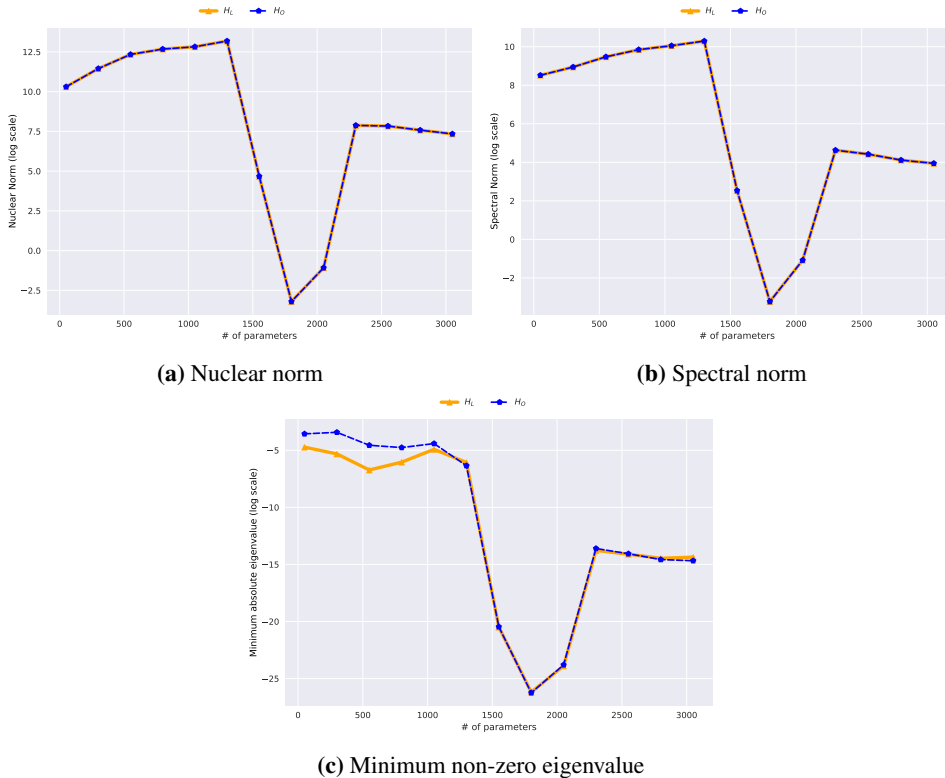 H_L H_O
12.5
10.0
7.5
5.0
2.5
0.0
−2.5
Nuclear Norm (log scale)
0 500 1000 1500 2000 2500 3000
# of parameters
(a) Nuclear norm
H_L H_O
10
8
6
4
2
0
−2
Spectral Norm (log scale)
0 500 1000 1500 2000 2500 3000
# of parameters
(b) Spectral norm
H_L H_O
−5
−10
−15
−20
−25
Minimum absolute eigenvalue (log scale)
0 500 1000 1500 2000 2500 3000
# of parameters
(c) Minimum non-zero eigenvalue